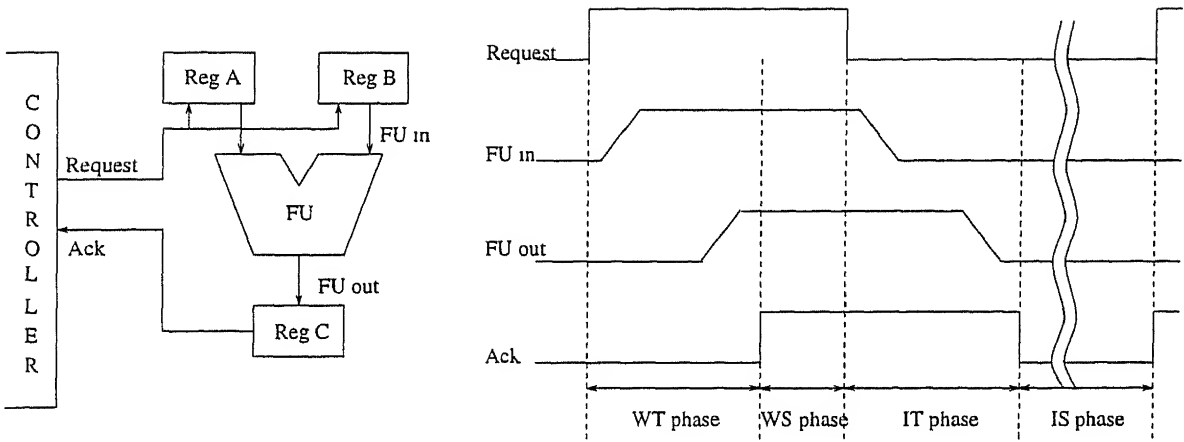 CONTROLLER
Reg A
Reg B
FU in
Request
FU
Ack
FU out
Reg C
Request
FU in
FU out
Ack
WT phase
WS phase
IT phase
IS phase